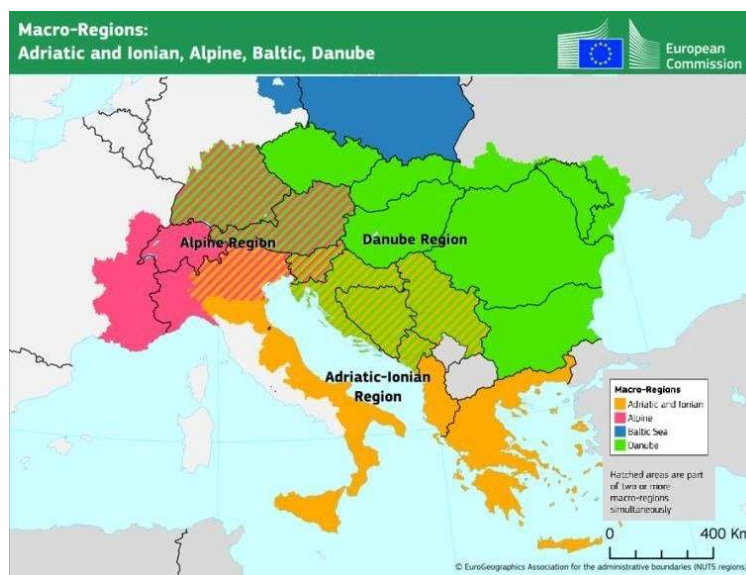 Macro-Regions:
Adriatic and Ionian, Alpine, Baltic, Danube
European
Commission
Alpine Region
Danube Region
Adriatic-Ionian
Region
Macro-Regions
Adriatic and Ionian
Alpine
Baltic Sea
Danube
Hatched areas are part
of two or more
macro-regions
simultaneously
0 400 Km
© EuroGeographics Association for the administrative boundaries (NUTS regions)